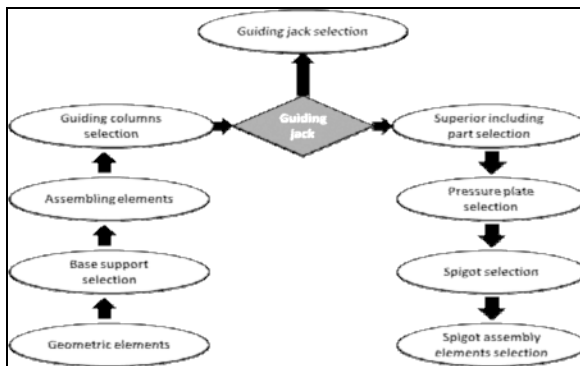 Guiding jack selection
Guiding columns
selection
Guiding
jack
Superior including
part selection
Assembling elements
Pressure plate
selection
Base support
selection
Spigot selection
Geometric elements
Spigot assembly
elements selection